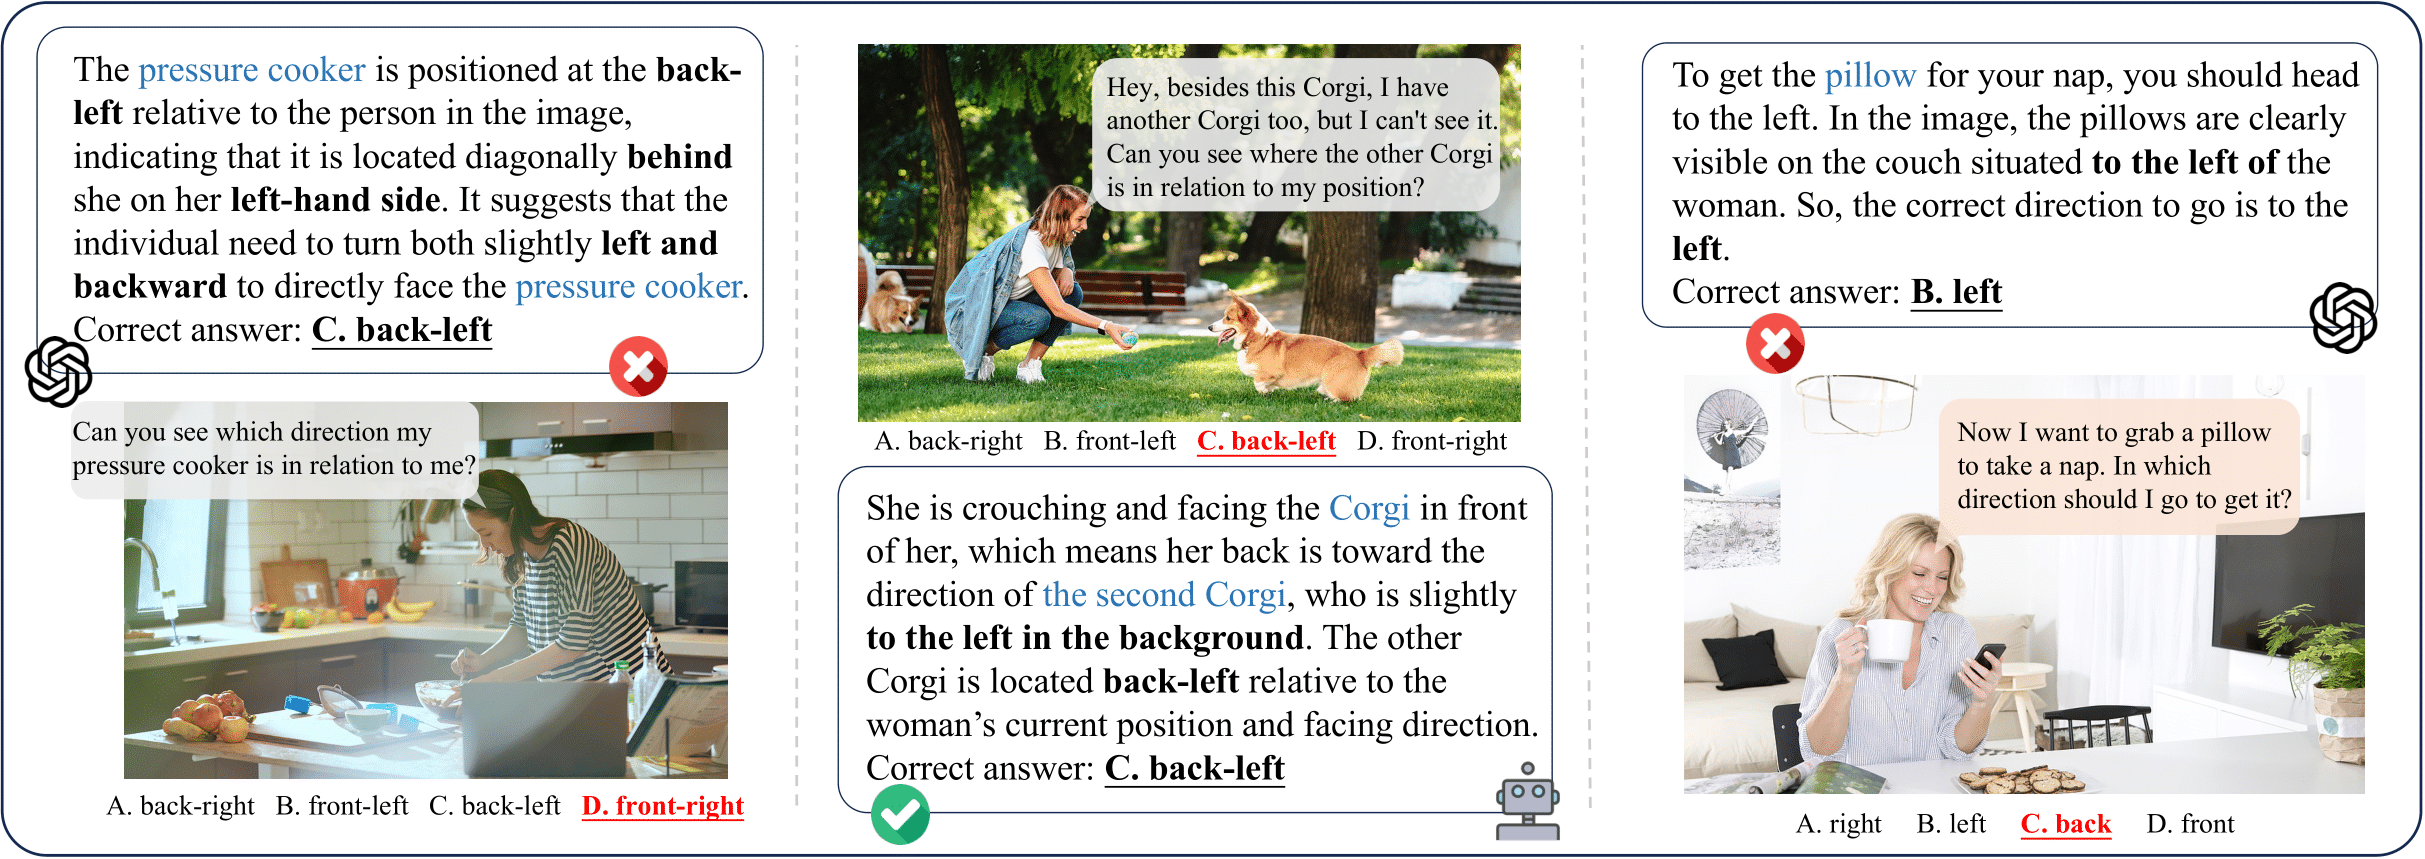 The pressure cooker is positioned at the back-
left relative to the person in the image,
indicating that it is located diagonally behind
she on her left-hand side. It suggests that the
individual need to turn both slightly left and
backward to directly face the pressure cooker.
Correct answer: C. back-left
Can you see which direction my
pressure cooker is in relation to me?
A. back-right B. front-left C. back-left D. front-right
Hey, besides this Corgi, I have
another Corgi too, but I can't see it.
Can you see where the other Corgi
is in relation to my position?
A. back-right B. front-left C. back-left D. front-right
She is crouching and facing the Corgi in front
of her, which means her back is toward the
direction of the second Corgi, who is slightly
to the left in the background. The other
Corgi is located back-left relative to the
woman’s current position and facing direction.
Correct answer: C. back-left
To get the pillow for your nap, you should head
to the left. In the image, the pillows are clearly
visible on the couch situated to the left of the
woman. So, the correct direction to go is to the
left.
Correct answer: B. left
Now I want to grab a pillow
to take a nap. In which
direction should I go to get it?
A. right B. left C. back D. front